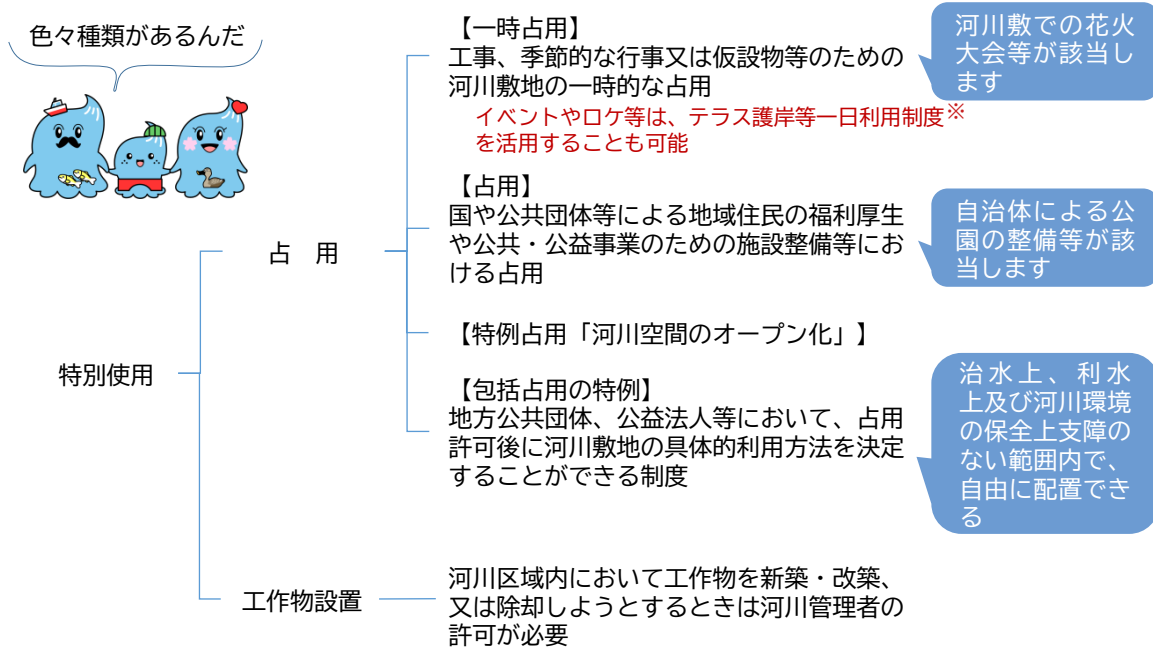 色々種類があるんだ
【一時占用】
工事、季節的な行事又は仮設物等のための
河川敷地の一時的な占用
イベントやロケ等は、テラス護岸等一日利用制度※
を活用することも可能
河川敷での花火
大会等が該当し
ます
【占用】
国や公共団体等による地域住民の福利厚生
や公共・公益事業のための施設整備等にお
ける占用
自治体による公
園の整備等が該
当します
占　用
【特例占用「河川空間のオープン化」】
特別使用
【包括占用の特例】
地方公共団体、公益法人等において、占用
許可後に河川敷地の具体的利用方法を決定
することができる制度
治水上、利水
上及び河川環境
の保全上支障の
ない範囲内で、
自由に配置でき
る
工作物設置
河川区域内において工作物を新築・改築、
又は除却しようとするときは河川管理者の
許可が必要